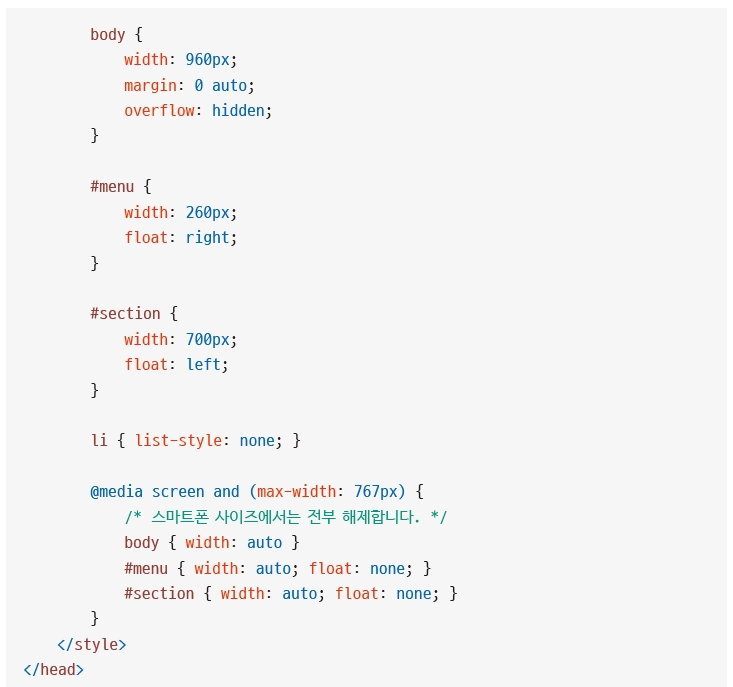 body {
width: 960px;
margin: 0 auto;
overflow: hidden;
}
#menu {
width: 260px;
float: right;
}
#section {
width: 700px;
float: left;
}
li { list-style: none; }
@media screen and (max-width: 767px) {
/* 스마트폰 사이즈에서는 전부 해제합니다. */
body { width: auto }
#menu { width: auto; float: none; }
#section { width: auto; float: none; }
}
</style>
</head>